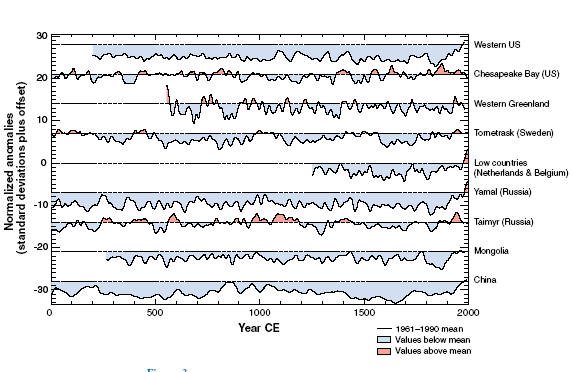 Normalized anomalies
(standard deviations plus offset)
30
20
10
0
-10
-20
-30
Western US
Chesapeake Bay (US)
Western Greenland
Tometrask (Sweden)
Low countries
(Netherlands & Belgium)
Yamal (Russia)
Taimyr (Russia)
Mongolia
China
0
500
1000
1500
2000
Year CE
1961–1990 mean
Values below mean
Values above mean